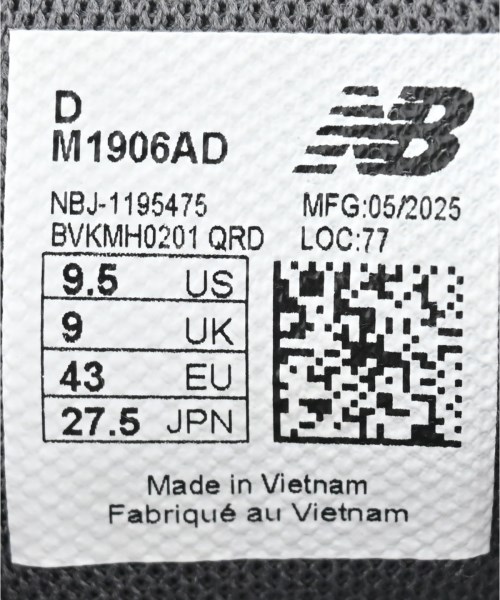 D
M1906AD
NB
NBJ-1195475 MFG:05/2025
BVKMH0201 QRD LOC:77
9.5 US
9 UK
43 EU
27.5 JPN
Made in Vietnam
Fabriqué au Vietnam